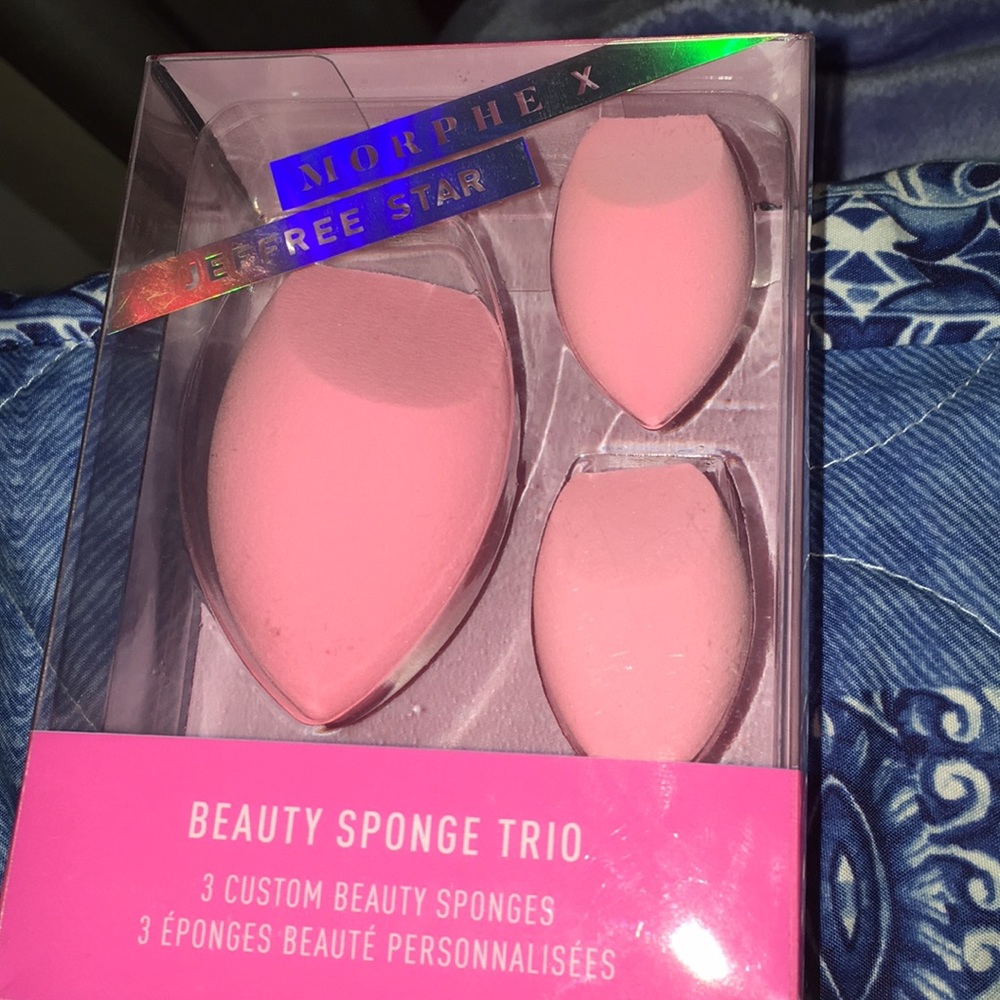 MORPHE X
JEFFREE STAR
BEAUTY SPONGE TRIO
3 CUSTOM BEAUTY SPONGES
3 ÉPONGES BEAUTÉ PERSONNALISÉES